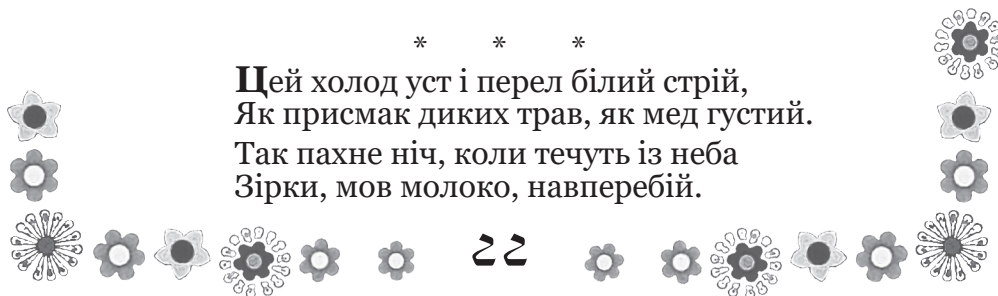 * * *
Цей холод уст і перел білий стрій,
Як присмак диких трав, як мед густий.
Так пахне ніч, коли течуть із неба
Зірки, мов молоко, навперебій.
22